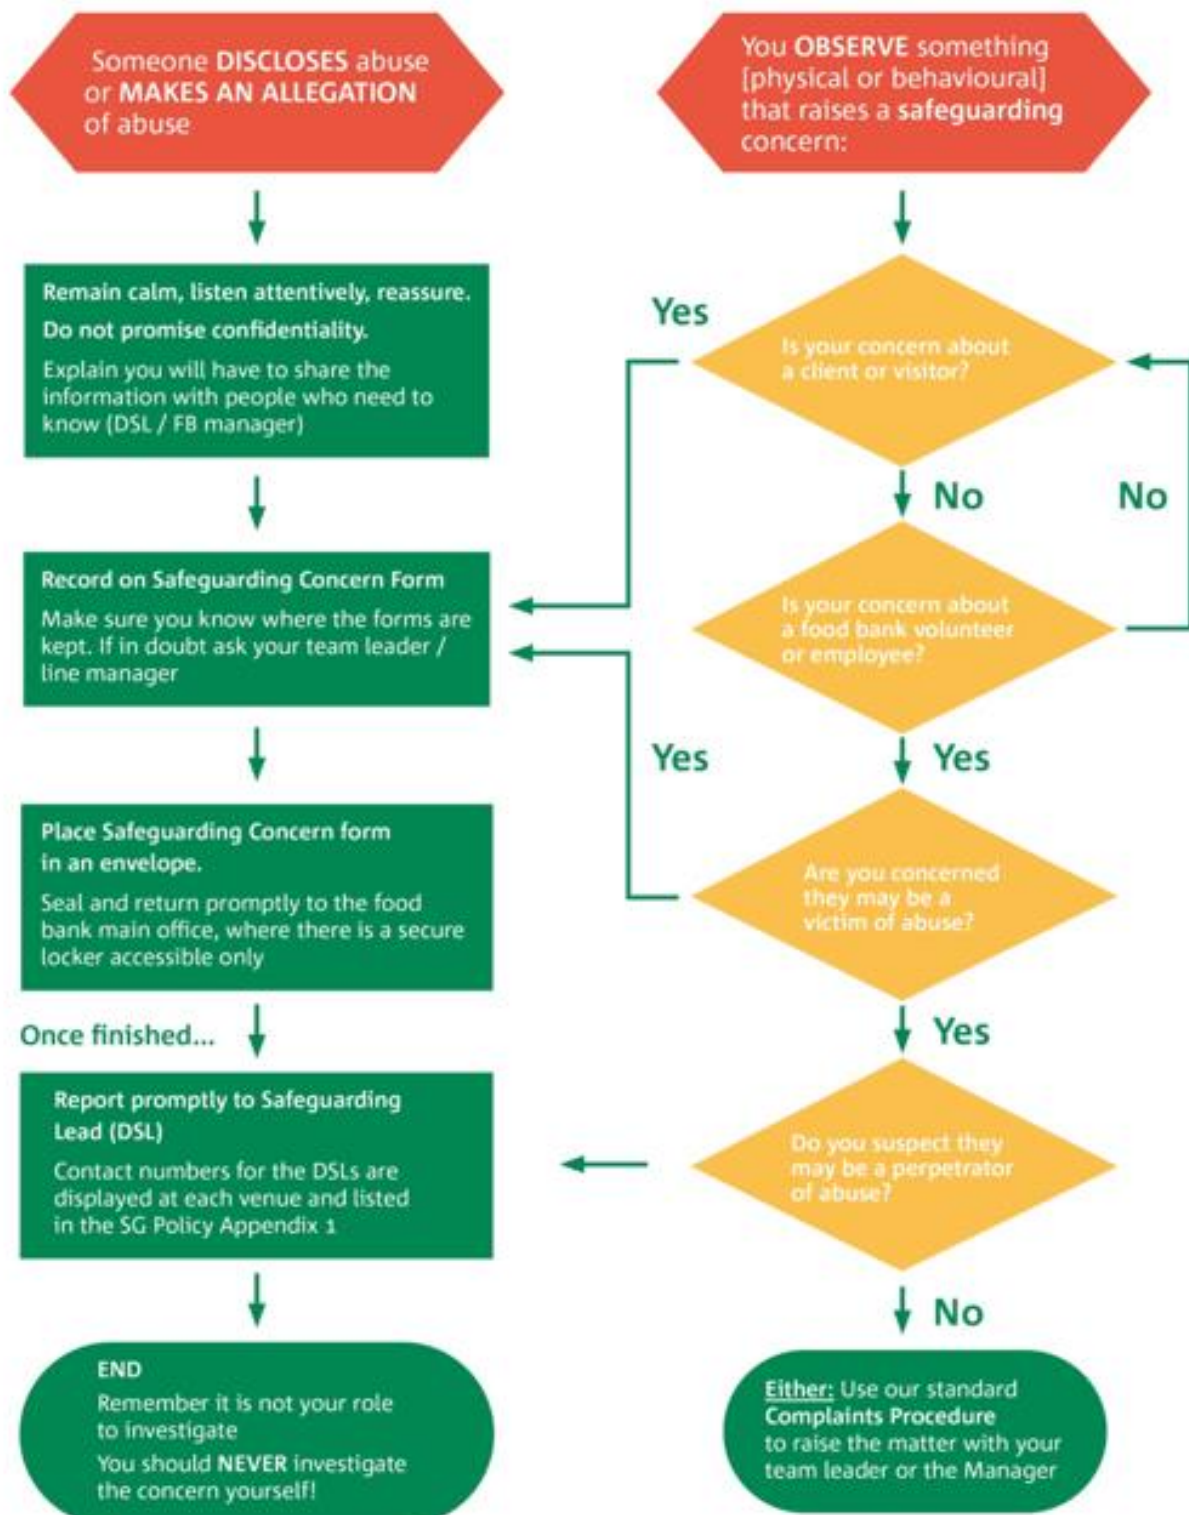 Someone DISCLOSES abuse
or MAKES AN ALLEGATION
of abuse
Remain calm, listen attentively, reassure.
Do not promise confidentiality.
Explain you will have to share the
information with people who need to
know (DSL / FB manager)
Record on Safeguarding Concern Form
Make sure you know where the forms are
kept. If in doubt ask your team leader /
line manager
Place Safeguarding Concern form
in an envelope.
Seal and return promptly to the food
bank main office, where there is a secure
locker accessible only
Once finished...
Report promptly to Safeguarding
Lead (DSL)
Contact numbers for the DSLs are
displayed at each venue and listed
in the SG Policy Appendix 1
END
Remember it is not your role
to investigate
You should NEVER investigate
the concern yourself!
You OBSERVE something
[physical or behavioural]
that raises a safeguarding
concern:
Yes
Is your concern about
a client or visitor?
No
No
Is your concern about
a food bank volunteer
or employee?
Yes
Yes
Are you concerned
they may be a
victim of abuse?
Yes
Do you suspect they
may be a perpetrator
of abuse?
No
Either: Use our standard
Complaints Procedure
to raise the matter with your
team leader or the Manager